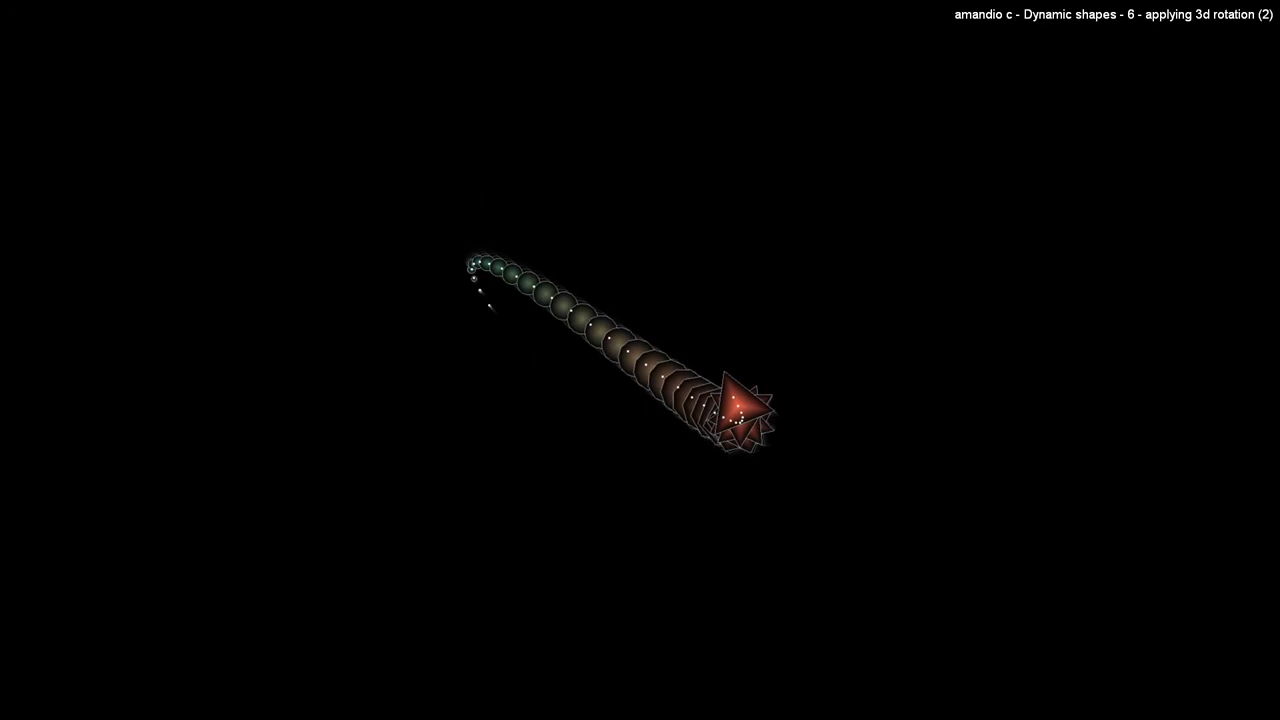 amandio c - Dynamic shapes - 6 - applying 3d rotation (2)